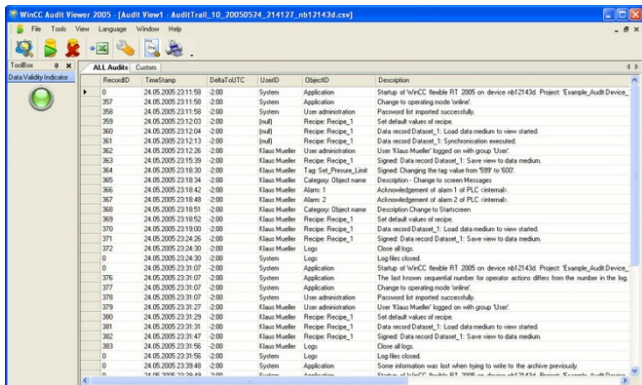 WinCC Audit Viewer 2005 - [Audit View1 - AuditTrail_10_20050524_214127_nb12143d.csv]
File Tools View Language Window Help
ToolBox
Data Validity Indicator
ALL Audits Custom
RecordID TimeStamp DeltaToUTC UserID ObjectID Description
0 24.05.2005 23:11:58 -2:00 System Application Startup of WinCC flexible RT 2005 on device nb12143d. Project: 'Example_Audit.Device_
357 24.05.2005 23:11:58 -2:00 System Application Change to operating mode 'online'.
358 24.05.2005 23:11:58 -2:00 System User administration Password list imported successfully.
359 24.05.2005 23:12:03 -2:00 (null) Recipe: Recipe_1 Set default values of recipe.
360 24.05.2005 23:12:04 -2:00 (null) Recipe: Recipe_1 Data record Dataset_1: Load data medium to view started.
361 24.05.2005 23:12:13 -2:00 (null) Recipe: Recipe_1 Data record Dataset_1: Synchronisation executed.
362 24.05.2005 23:12:26 -2:00 Klaus Mueller User administration User 'Klaus Mueller' logged on with group 'User'.
363 24.05.2005 23:15:39 -2:00 Klaus Mueller Recipe: Recipe_1 Signed: Data record Dataset_1: Save view to data medium.
364 24.05.2005 23:18:30 -2:00 Klaus Mueller Tag: Set_Presure_Limit Signed: Changing the tag value from '599' to '600'.
365 24.05.2005 23:18:34 -2:00 Klaus Mueller Category: Object name Description - Change to screen Messages
366 24.05.2005 23:18:42 -2:00 Klaus Mueller Alarm: 1 Acknowledgement of alarm 1 of PLC <internal>.
367 24.05.2005 23:18:48 -2:00 Klaus Mueller Alarm: 2 Acknowledgement of alarm 2 of PLC <internal>.
368 24.05.2005 23:18:51 -2:00 Klaus Mueller Category: Object name Description Change to Startscreen
369 24.05.2005 23:18:52 -2:00 Klaus Mueller Recipe: Recipe_1 Set default values of recipe.
370 24.05.2005 23:19:00 -2:00 Klaus Mueller Recipe: Recipe_1 Data record Dataset_1: Load data medium to view started.
371 24.05.2005 23:24:26 -2:00 Klaus Mueller Recipe: Recipe_1 Signed: Data record Dataset_1: Save view to data medium.
372 24.05.2005 23:24:30 -2:00 Klaus Mueller Logs Close all logs.
0 24.05.2005 23:24:30 -2:00 System Logs Log files closed.
0 24.05.2005 23:31:07 -2:00 System Application Startup of WinCC flexible RT 2005 on device nb12143d. Project: 'Example_Audit.Device_
376 24.05.2005 23:31:07 -2:00 System Application The last known sequential number for operator actions differs from the number in the log.
377 24.05.2005 23:31:07 -2:00 System Application Change to operating mode 'online'.
378 24.05.2005 23:31:07 -2:00 System User administration Password list imported successfully.
379 24.05.2005 23:31:27 -2:00 Klaus Mueller User administration User 'Klaus Mueller' logged on with group 'User'.
380 24.05.2005 23:31:29 -2:00 Klaus Mueller Recipe: Recipe_1 Set default values of recipe.
381 24.05.2005 23:31:31 -2:00 Klaus Mueller Recipe: Recipe_1 Data record Dataset_1: Load data medium to view started.
382 24.05.2005 23:31:47 -2:00 Klaus Mueller Recipe: Recipe_1 Signed: Data record Dataset_1: Save view to data medium.
383 24.05.2005 23:31:56 -2:00 Klaus Mueller Logs Close all logs.
0 24.05.2005 23:31:56 -2:00 System Logs Log files closed.
0 24.05.2005 23:39:48 -2:00 System Application Some information was lost when trying to write to the archive previously.